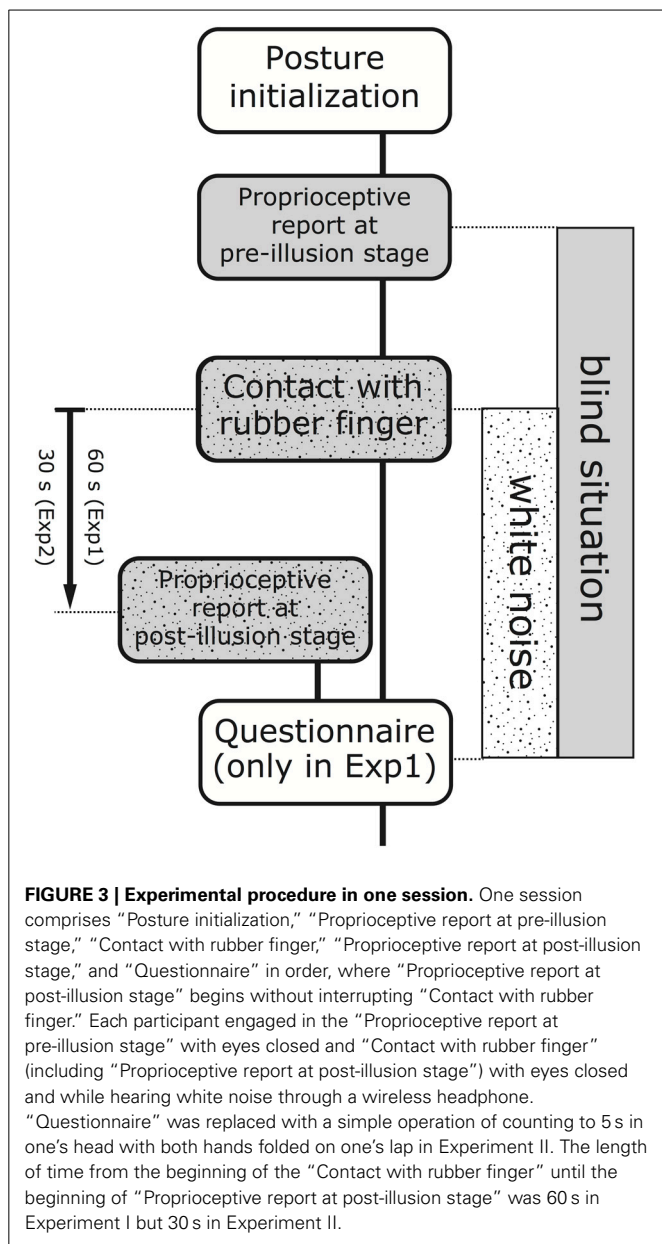 Posture
initialization
Proprioceptive
report at
pre-illusion stage
Contact with
rubber finger
60 s (Exp1)
30 s (Exp2)
Proprioceptive
report at
post-illusion stage
Questionnaire
(only in Exp1)
white noise
blind situation
FIGURE 3 | Experimental procedure in one session. One session
comprises “Posture initialization,” “Proprioceptive report at pre-illusion
stage,” “Contact with rubber finger,” “Proprioceptive report at post-illusion
stage,” and “Questionnaire” in order, where “Proprioceptive report at
post-illusion stage” begins without interrupting “Contact with rubber
finger.” Each participant engaged in the “Proprioceptive report at
pre-illusion stage” with eyes closed and “Contact with rubber finger”
(including “Proprioceptive report at post-illusion stage”) with eyes closed
and while hearing white noise through a wireless headphone.
“Questionnaire” was replaced with a simple operation of counting to 5 s in
one’s head with both hands folded on one’s lap in Experiment II. The length
of time from the beginning of the “Contact with rubber finger” until the
beginning of “Proprioceptive report at post-illusion stage” was 60 s in
Experiment I but 30 s in Experiment II.